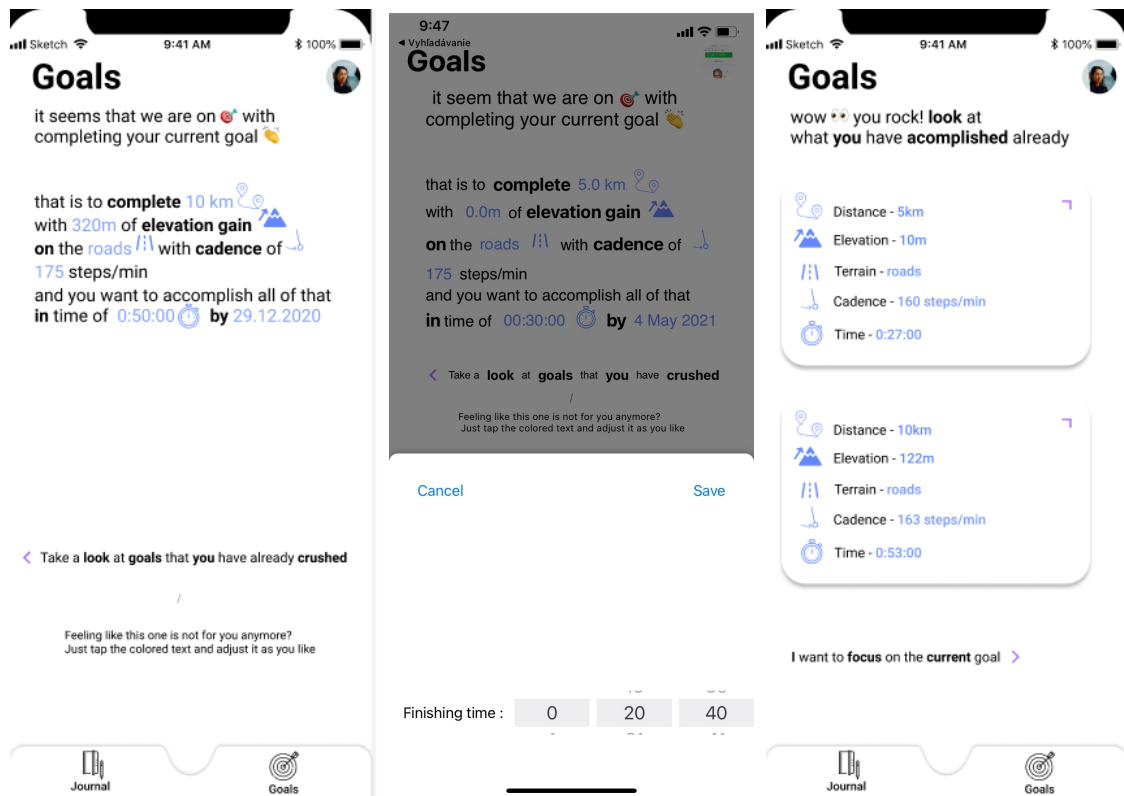 Sketch 9:41 AM 100%
Goals
it seems that we are on with
completing your current goal
that is to complete 10 km
with 320m of elevation gain
on the roads with cadence of
175 steps/min
and you want to accomplish all of that
in time of 0:50:00 by 29.12.2020
Take a look at goals that you have already crushed
/
Feeling like this one is not for you anymore?
Just tap the colored text and adjust it as you like
Journal Goals
9:47
Vyhľadávanie
Goals
it seem that we are on with
completing your current goal
that is to complete 5.0 km
with 0.0m of elevation gain
on the roads with cadence of
175 steps/min
and you want to accomplish all of that
in time of 00:30:00 by 4 May 2021
Take a look at goals that you have crushed
/
Feeling like this one is not for you anymore?
Just tap the colored text and adjust it as you like
Cancel Save
Finishing time : 0 20 40
Sketch 9:41 AM 100%
Goals
wow you rock! look at
what you have acomplished already
Distance - 5km
Elevation - 10m
Terrain - roads
Cadence - 160 steps/min
Time - 0:27:00
Distance - 10km
Elevation - 122m
Terrain - roads
Cadence - 163 steps/min
Time - 0:53:00
I want to focus on the current goal
Journal Goals